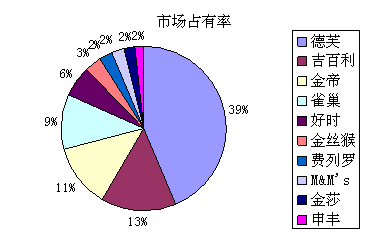 市场占有率
39%
13%
11%
9%
6%
3%
2%
2%
2%
2%
德芙
吉百利
金帝
雀巢
好时
金丝猴
费列罗
M&M's
金莎
申丰